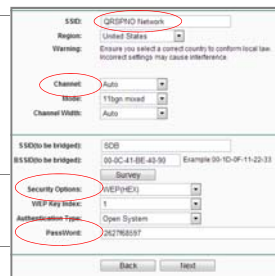 SSID: QRSPND Network
Region: United States
Warning: Ensure you select a correct country to conform local law.
Incorrect settings may cause interference.
Channel: Auto
Mode: 11bgn mixed
Channel Width: Auto
SSID(to be bridged): SDB
BSSID(to be bridged): 00-0C-41-BE-40-90 Example:00-1D-0F-11-22-33
Survey
Security Options: WEP(HEX)
WEP Key Index: 1
Authentication Type: Open System
PassWord: 2627f68597
Back Next